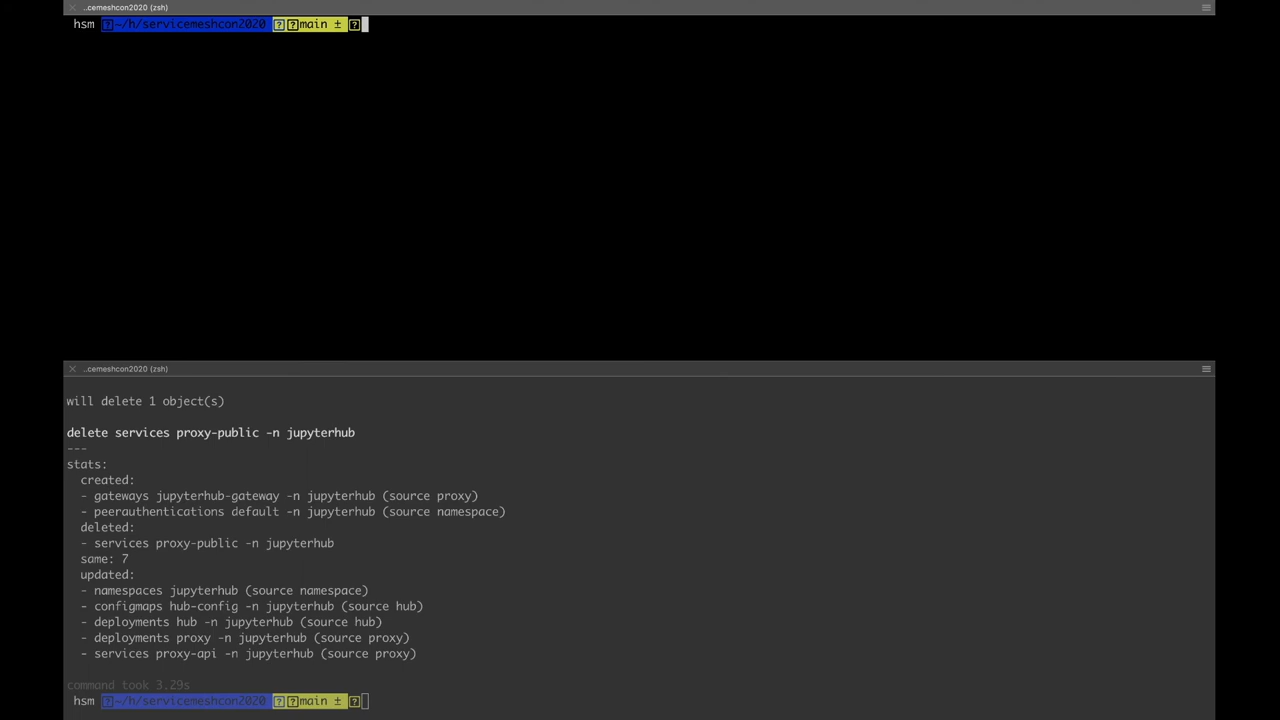 ..cemeshcon2020 (zsh)
hsm ~/h/servicemeshcon2020 main ±
..cemeshcon2020 (zsh)
will delete 1 object(s)
delete services proxy-public -n jupyterhub
---
stats:
created:
- gateways jupyterhub-gateway -n jupyterhub (source proxy)
- peerauthentications default -n jupyterhub (source namespace)
deleted:
- services proxy-public -n jupyterhub
same: 7
updated:
- namespaces jupyterhub (source namespace)
- configmaps hub-config -n jupyterhub (source hub)
- deployments hub -n jupyterhub (source hub)
- deployments proxy -n jupyterhub (source proxy)
- services proxy-api -n jupyterhub (source proxy)
command took 3.29s
hsm ~/h/servicemeshcon2020 main ±